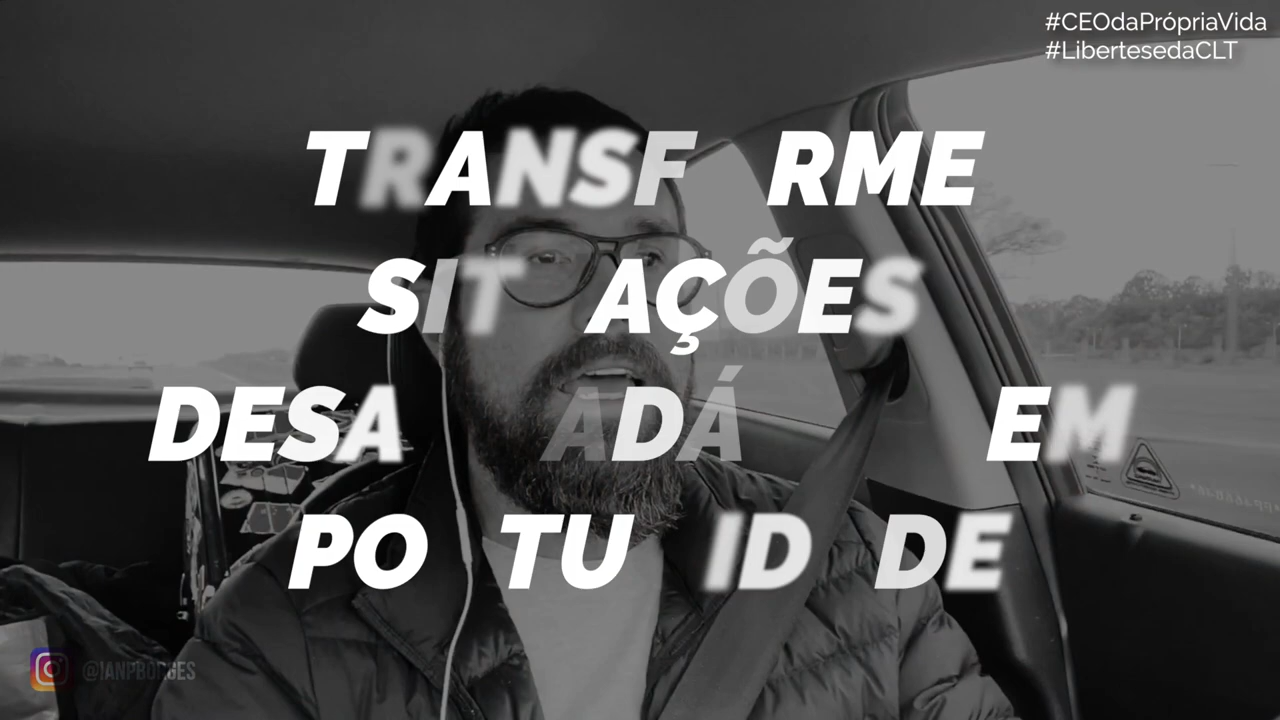 #CEOdaPrópriaVida
#LibertesedaCLT
TRANSF RME
SIT AÇÕES
DESA ADÁ EM
PO TU ID DE
@IANPBORGES